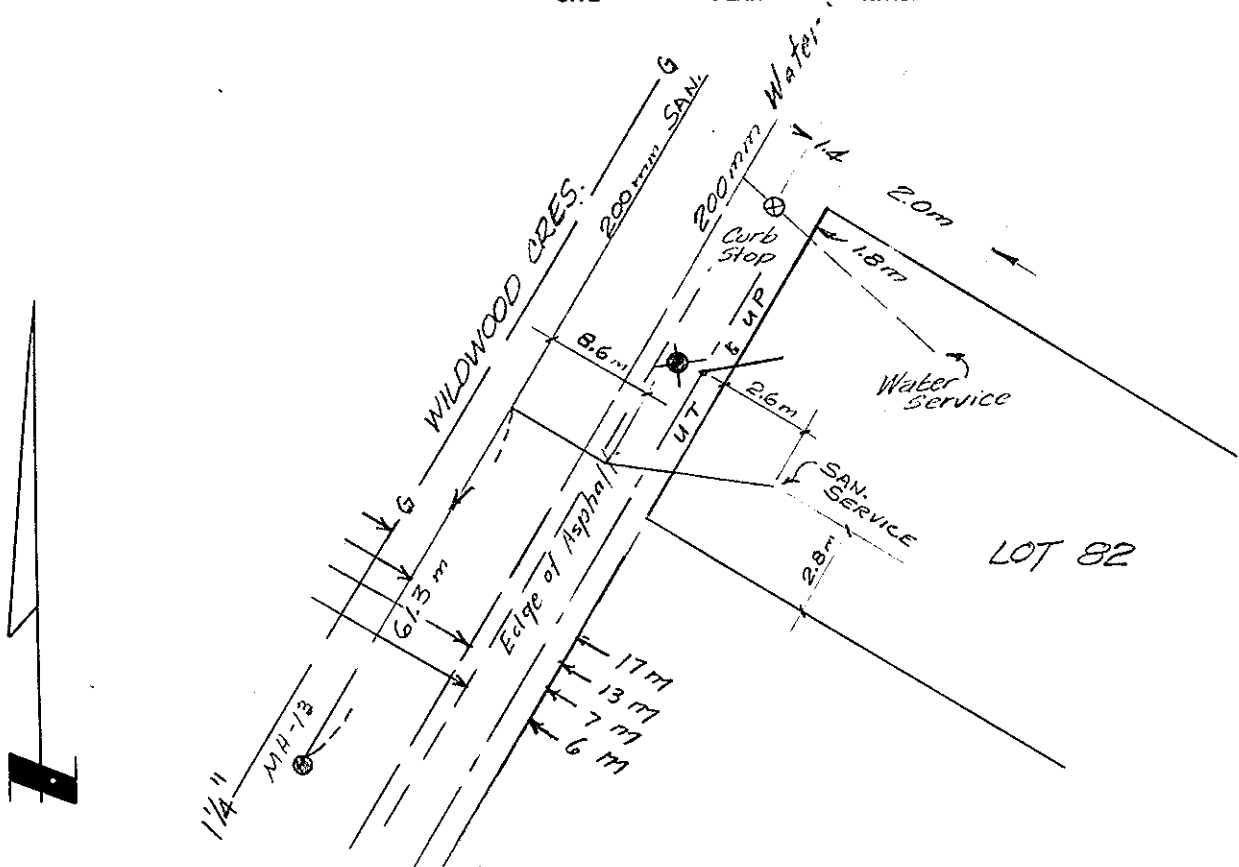 Water
G
200mm SAN.
200mm
1.4
2.0m
WILDWOOD CRES.
Curb
Stop
1.8m
UT & UP
8.6m
2.6m
Water
service
SAN.
SERVICE
G
2.8m
LOT 82
61.3 m
Edge of Asphalt
17 m
13 m
7 m
6 m
MH-13
1 1/4"